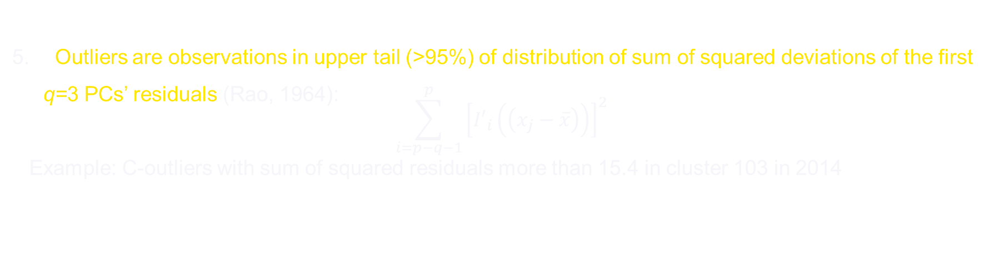 5. Outliers are observations in upper tail (>95%) of distribution of sum of squared deviations of the first
q=3 PCs’ residuals (Rao, 1964):
∑_{i=p−q−1}^{p} [l′_i((x_j − x̄))]^2
Example: C-outliers with sum of squared residuals more than 15.4 in cluster 103 in 2014